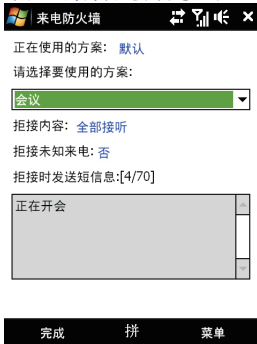 来电防火墙
正在使用的方案: 默认
请选择要使用的方案:
会议
拒接内容: 全部接听
拒接未知来电: 否
拒接时发送短信息:[4/70]
正在开会
完成 拼 菜单